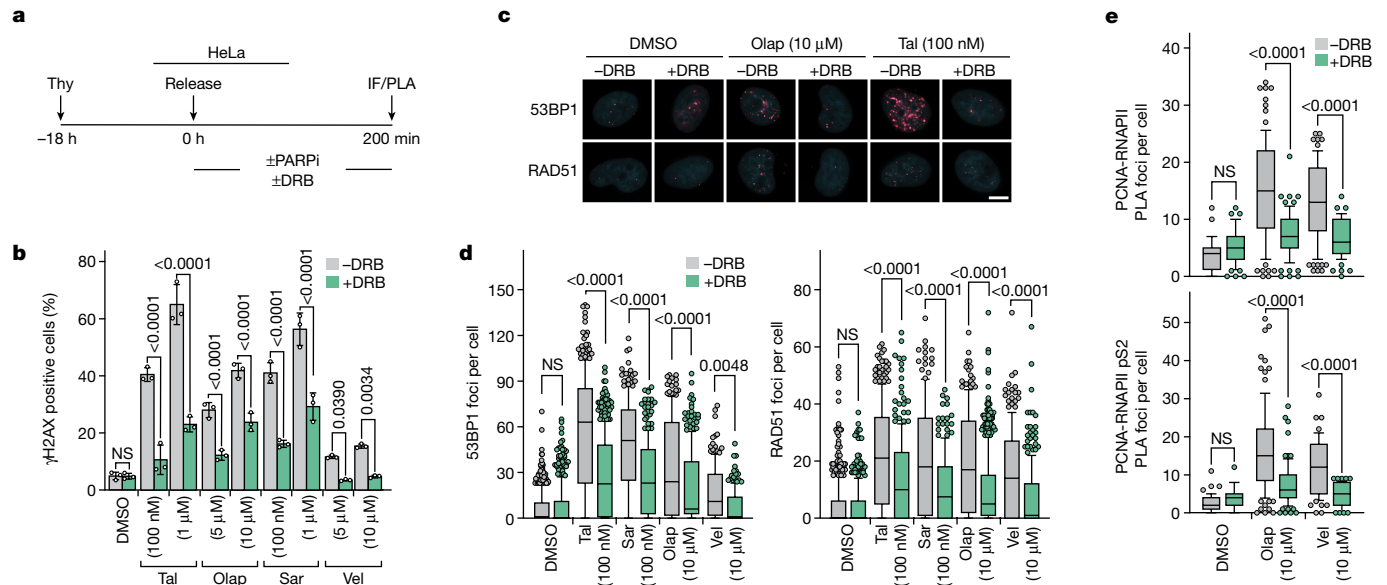 a
HeLa
Thy
Release
IF/PLA
–18 h
0 h
200 min
±PARPi
±DRB
b
γH2AX positive cells (%)
80
60
40
20
0
–DRB
+DRB
NS
<0.0001
<0.0001
<0.0001
<0.0001
<0.0001
<0.0001
0.0390
0.0034
DMSO
(100 nM)
(1 μM)
(5 μM)
(10 μM)
(100 nM)
(1 μM)
(5 μM)
(10 μM)
Tal
Olap
Sar
Vel
c
DMSO
Olap (10 μM)
Tal (100 nM)
–DRB
+DRB
–DRB
+DRB
–DRB
+DRB
53BP1
RAD51
d
53BP1 foci per cell
150
120
90
60
30
0
–DRB
+DRB
NS
<0.0001
<0.0001
<0.0001
0.0048
DMSO
Tal
(100 nM)
Sar
(100 nM)
Olap
(10 μM)
Vel
(10 μM)
RAD51 foci per cell
80
60
40
20
0
NS
<0.0001
<0.0001
<0.0001
<0.0001
DMSO
Tal
(100 nM)
Sar
(100 nM)
Olap
(10 μM)
Vel
(10 μM)
e
–DRB
+DRB
PCNA-RNAPII
PLA foci per cell
40
30
20
10
0
NS
<0.0001
<0.0001
PCNA-RNAPII pS2
PLA foci per cell
50
40
30
20
10
0
NS
<0.0001
<0.0001
DMSO
Olap
(10 μM)
Vel
(10 μM)